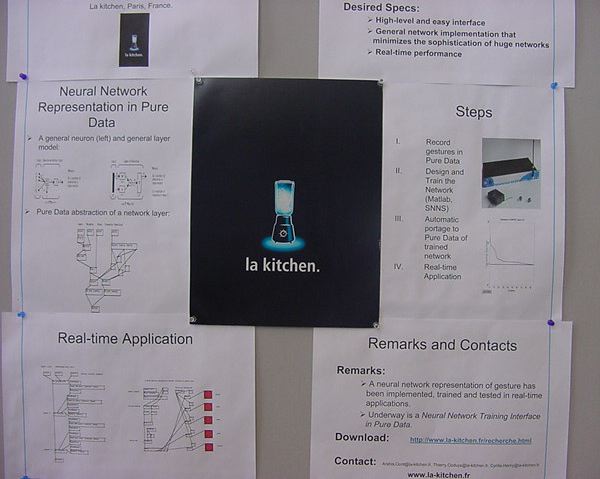 La kitchen, Paris, France.
la kitchen.
Desired Specs:
➢ High-level and easy interface
➢ General network implementation that
minimizes the sophistication of huge networks
➢ Real-time performance
Neural Network
Representation in Pure
Data
➢ A general neuron (left) and general layer
model:
➢ Pure Data abstraction of a network layer:
la kitchen.
Steps
I. Record
gestures in
Pure Data
II. Design and
Train the
Network
(Matlab,
SNNS)
III. Automatic
portage to
Pure Data of
trained
network
IV. Real-time
Application
Real-time Application
Remarks and Contacts
Remarks:
➢ A neural network representation of gesture has
been implemented, trained and tested in real-time
applications.
➢ Underway is a Neural Network Training Interface
in Pure Data.
Download: http://www.la-kitchen.fr/recherche.html
Contact:
www.la-kitchen.fr